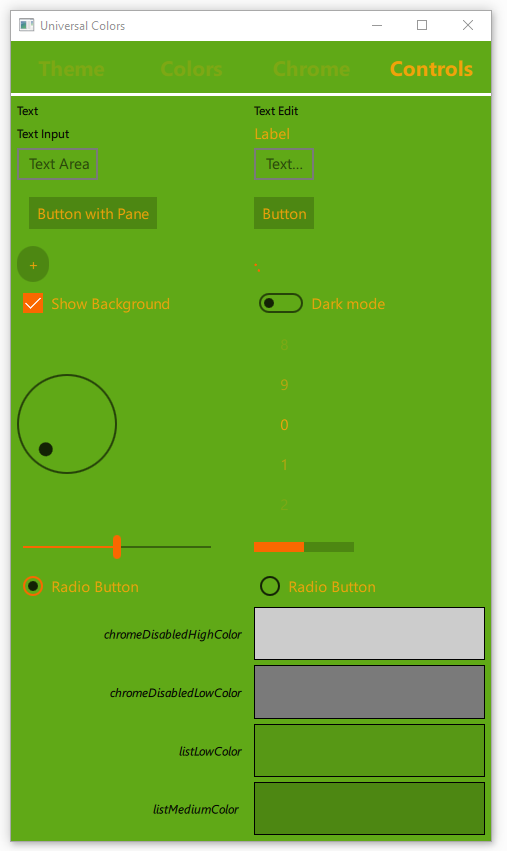 Universal Colors
Theme Colors Chrome Controls
Text Text Edit
Text Input Label
Text Area Text...
Button with Pane Button
+
Show Background Dark mode
8
9
0
1
2
Radio Button Radio Button
chromeDisabledHighColor
chromeDisabledLowColor
listLowColor
listMediumColor